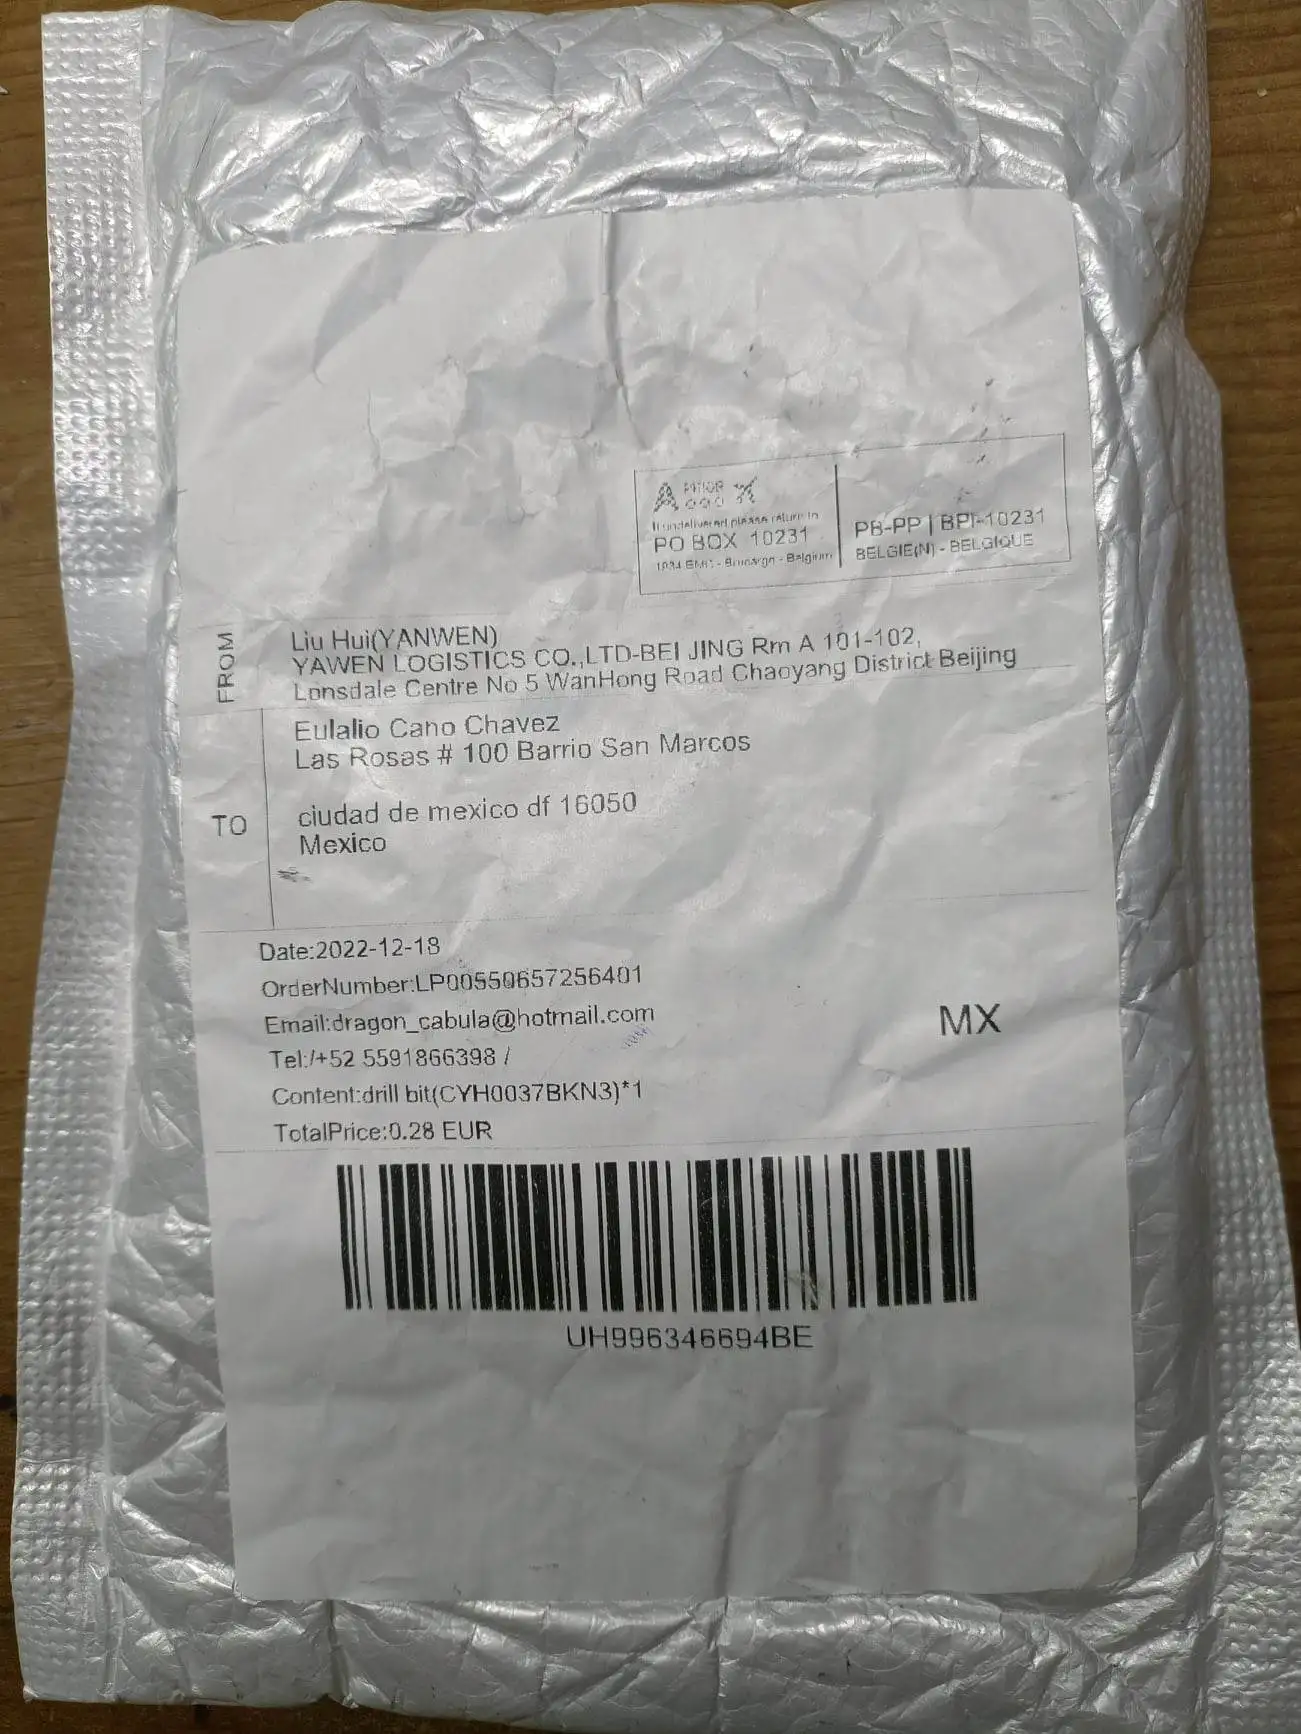 A PRIOR
If undelivered please return to
PO BOX 10231
- Belgium
PB-PP | BPI-10231
BELGIE(N) - BELGIQUE
FROM
Liu Hui(YANWEN)
YAWEN LOGISTICS CO.,LTD-BEIJING Rm A 101-102,
Lonsdale Centre No 5 WanHong Road Chaoyang District Beijing
TO
Eulalio Cano Chavez
Las Rosas # 100 Barrio San Marcos
ciudad de mexico df 16050
Mexico
Date:2022-12-18
OrderNumber:LP00550657256401
Email:dragon_cabula@hotmail.com
Tel:/+52 5591866398 /
Content:drill bit(CYH0037BKN3)*1
TotalPrice:0.28 EUR
MX
UH996346694BE